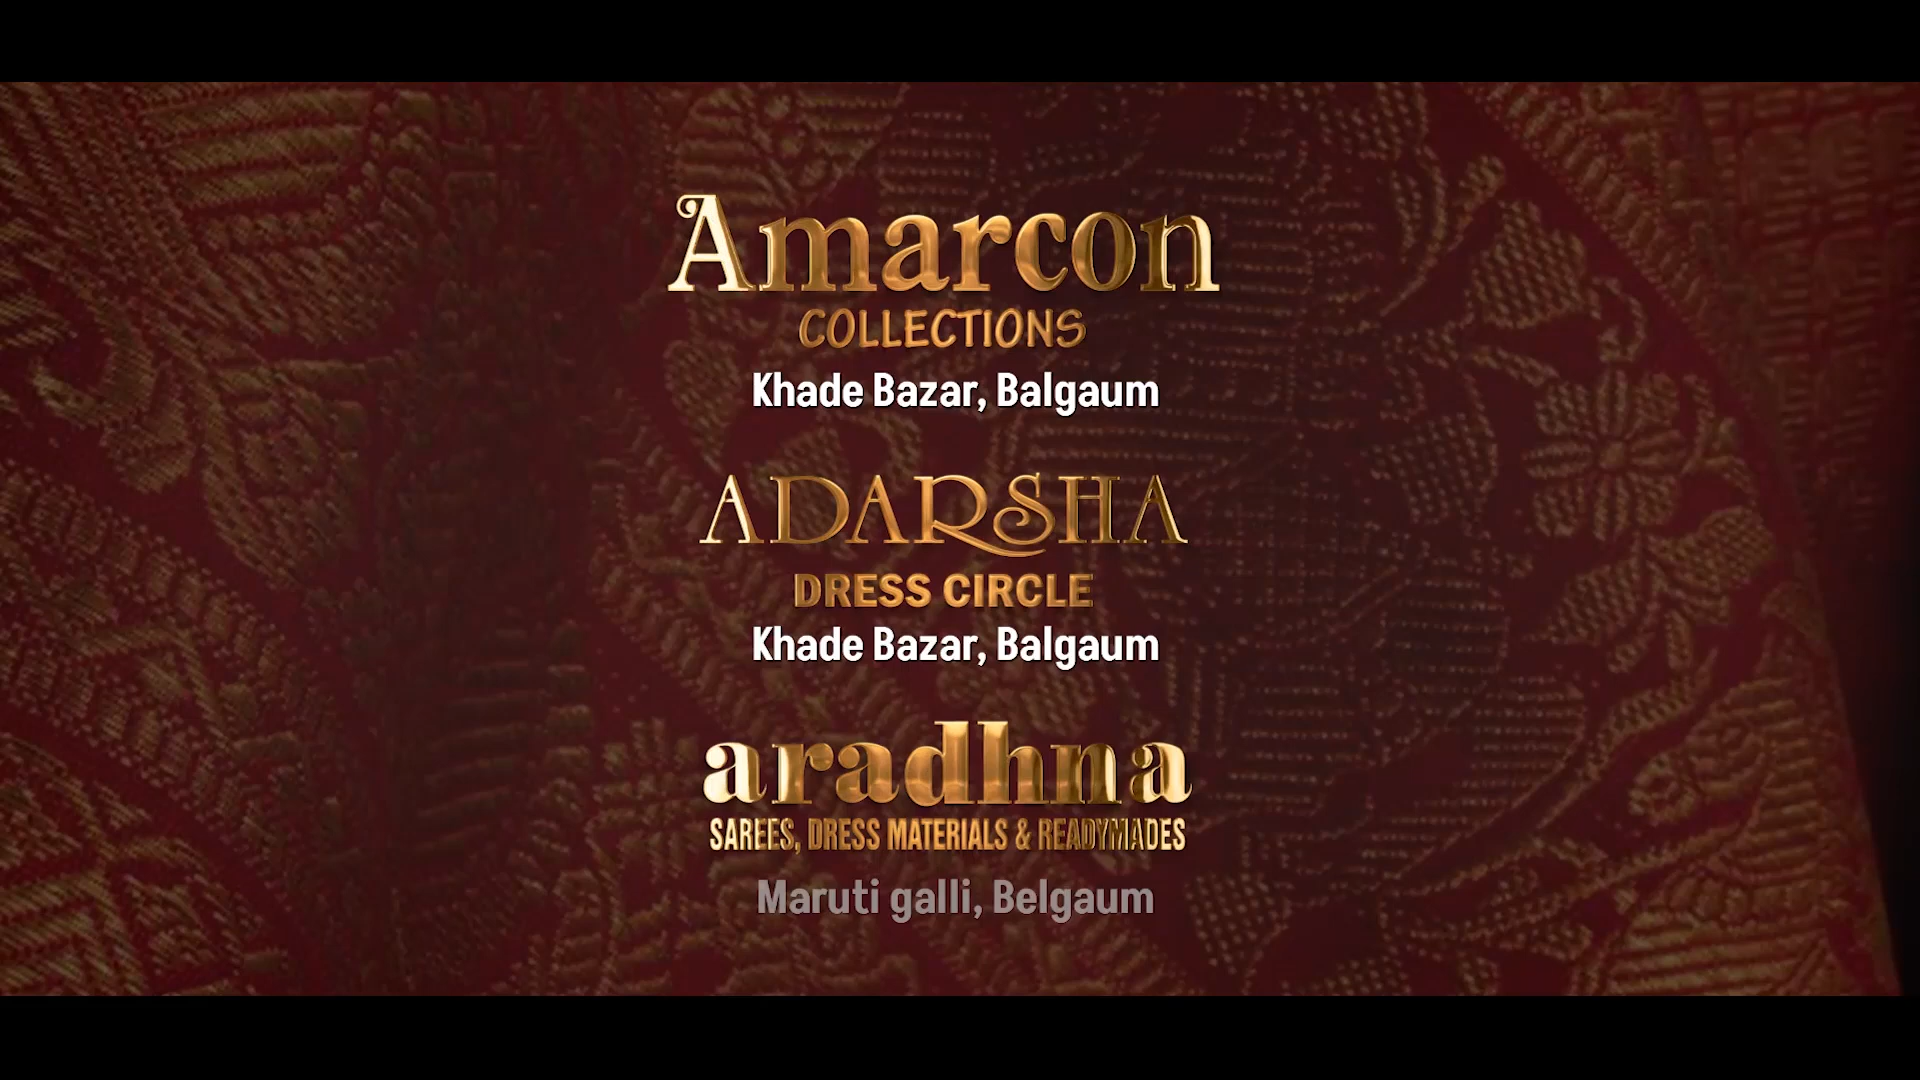 Amarcon
COLLECTIONS
Khade Bazar, Balgaum
ADARSHA
DRESS CIRCLE
Khade Bazar, Balgaum
aradhna
SAREES, DRESS MATERIALS & READYMADES
Maruti galli, Belgaum